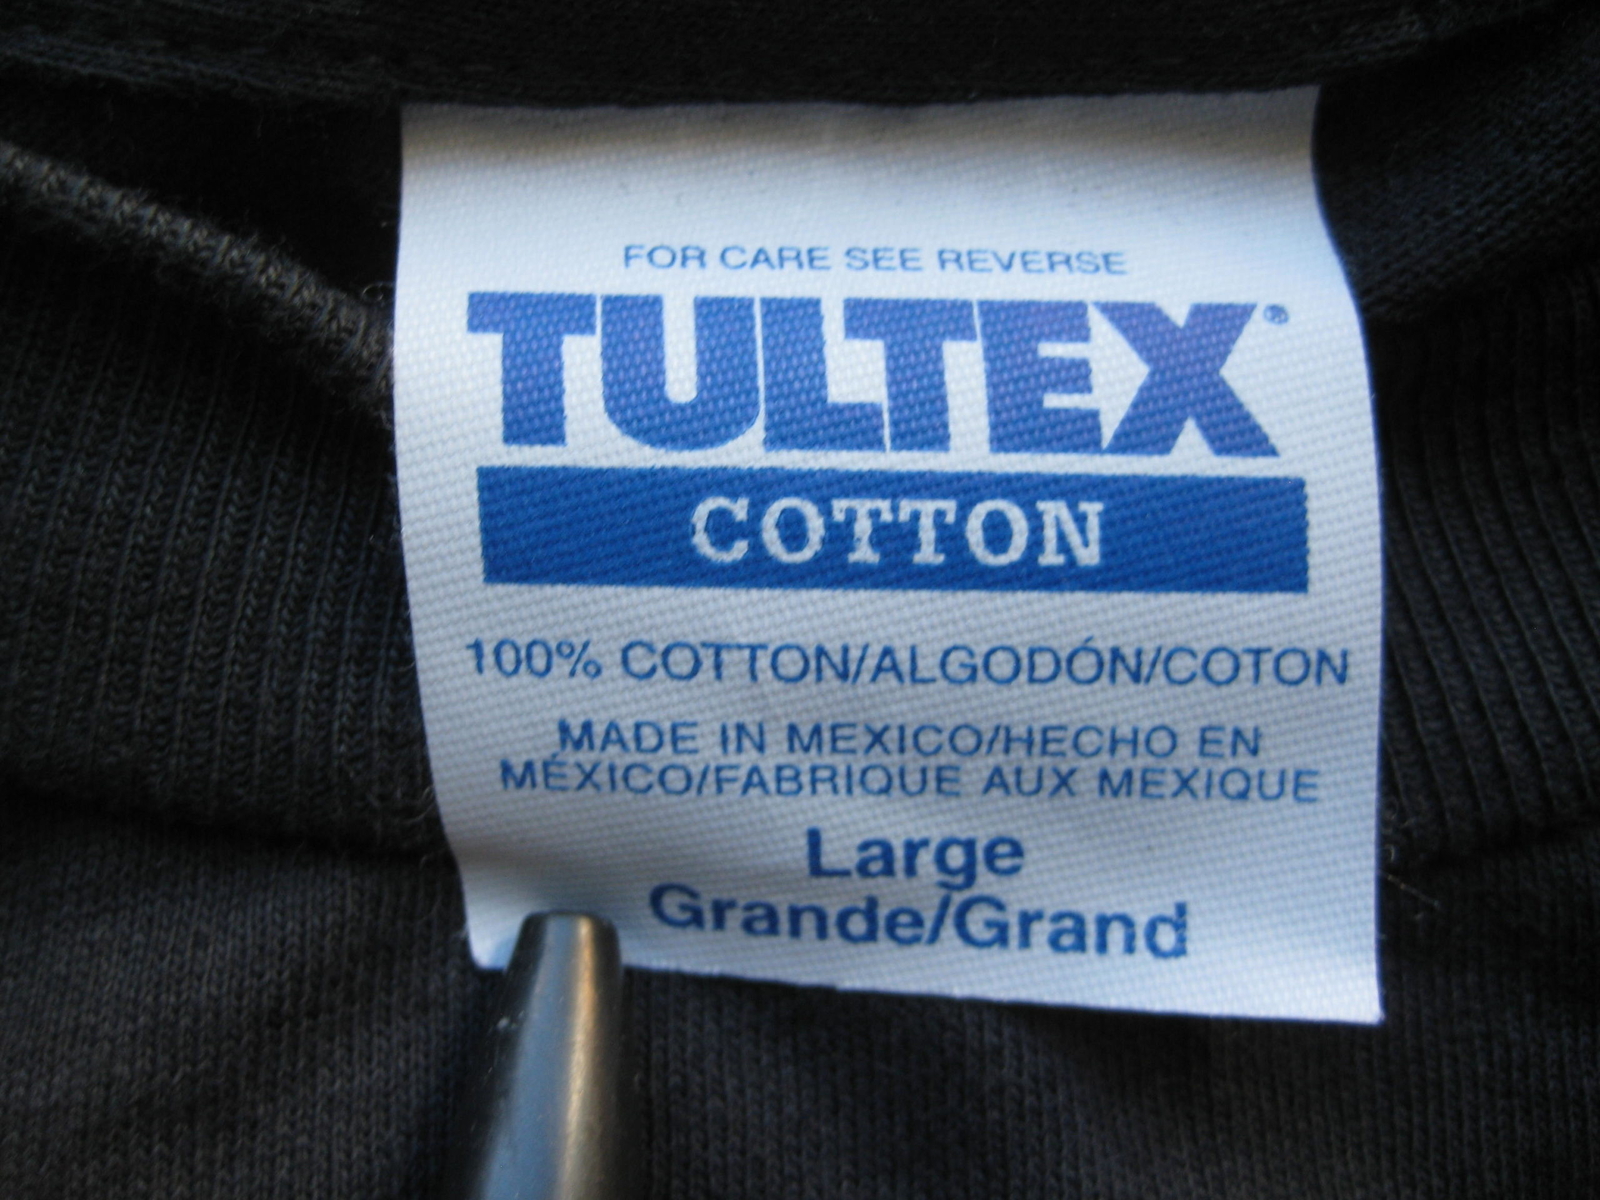 FOR CARE SEE REVERSE
TULTEX®
COTTON
100% COTTON/ALGODÓN/COTON
MADE IN MEXICO/HECHO EN
MÉXICO/FABRIQUE AUX MEXIQUE
Large
Grande/Grand